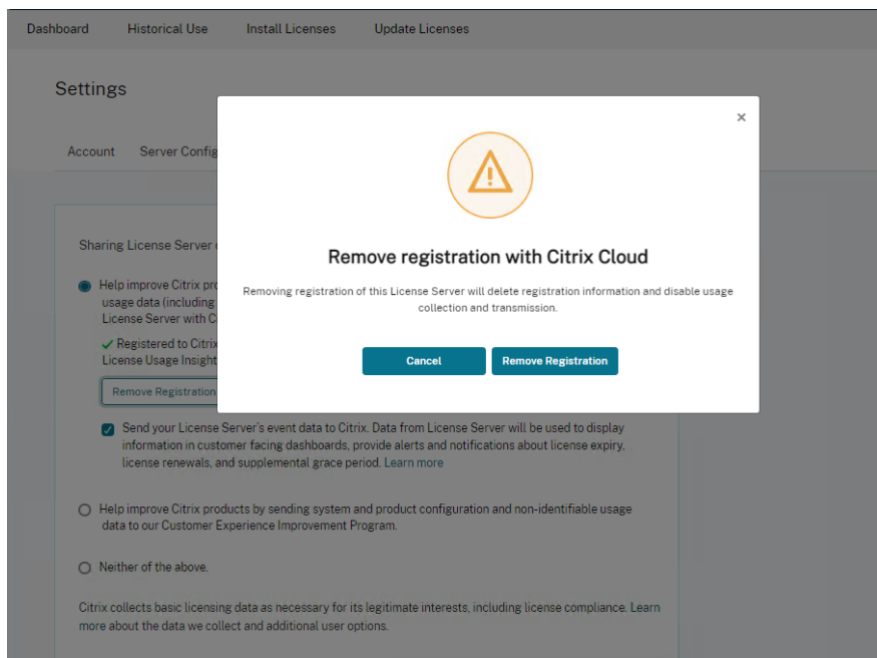 Dashboard Historical Use Install Licenses Update Licenses
Settings
Account Server Config
×
Remove registration with Citrix Cloud
Removing registration of this License Server will delete registration information and disable usage
collection and transmission.
Cancel Remove Registration
Sharing License Server
Help improve Citrix pro
usage data (including
License Server with C
Registered to Citrix
License Usage Insight
Remove Registration
Send your License Server's event data to Citrix. Data from License Server will be used to display
information in customer facing dashboards, provide alerts and notifications about license expiry,
license renewals, and supplemental grace period. Learn more
Help improve Citrix products by sending system and product configuration and non-identifiable usage
data to our Customer Experience Improvement Program.
Neither of the above.
Citrix collects basic licensing data as necessary for its legitimate interests, including license compliance. Learn
more about the data we collect and additional user options.